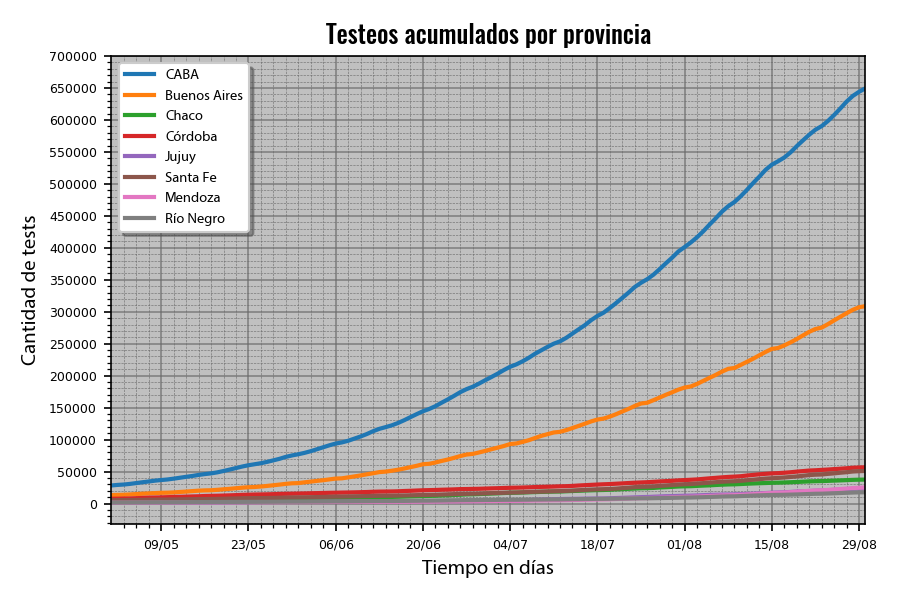 Testeos acumulados por provincia
Cantidad de tests
700000
650000
600000
550000
500000
450000
400000
350000
300000
250000
200000
150000
100000
50000
0
CABA
Buenos Aires
Chaco
Córdoba
Jujuy
Santa Fe
Mendoza
Río Negro
09/05 23/05 06/06 20/06 04/07 18/07 01/08 15/08 29/08
Tiempo en días